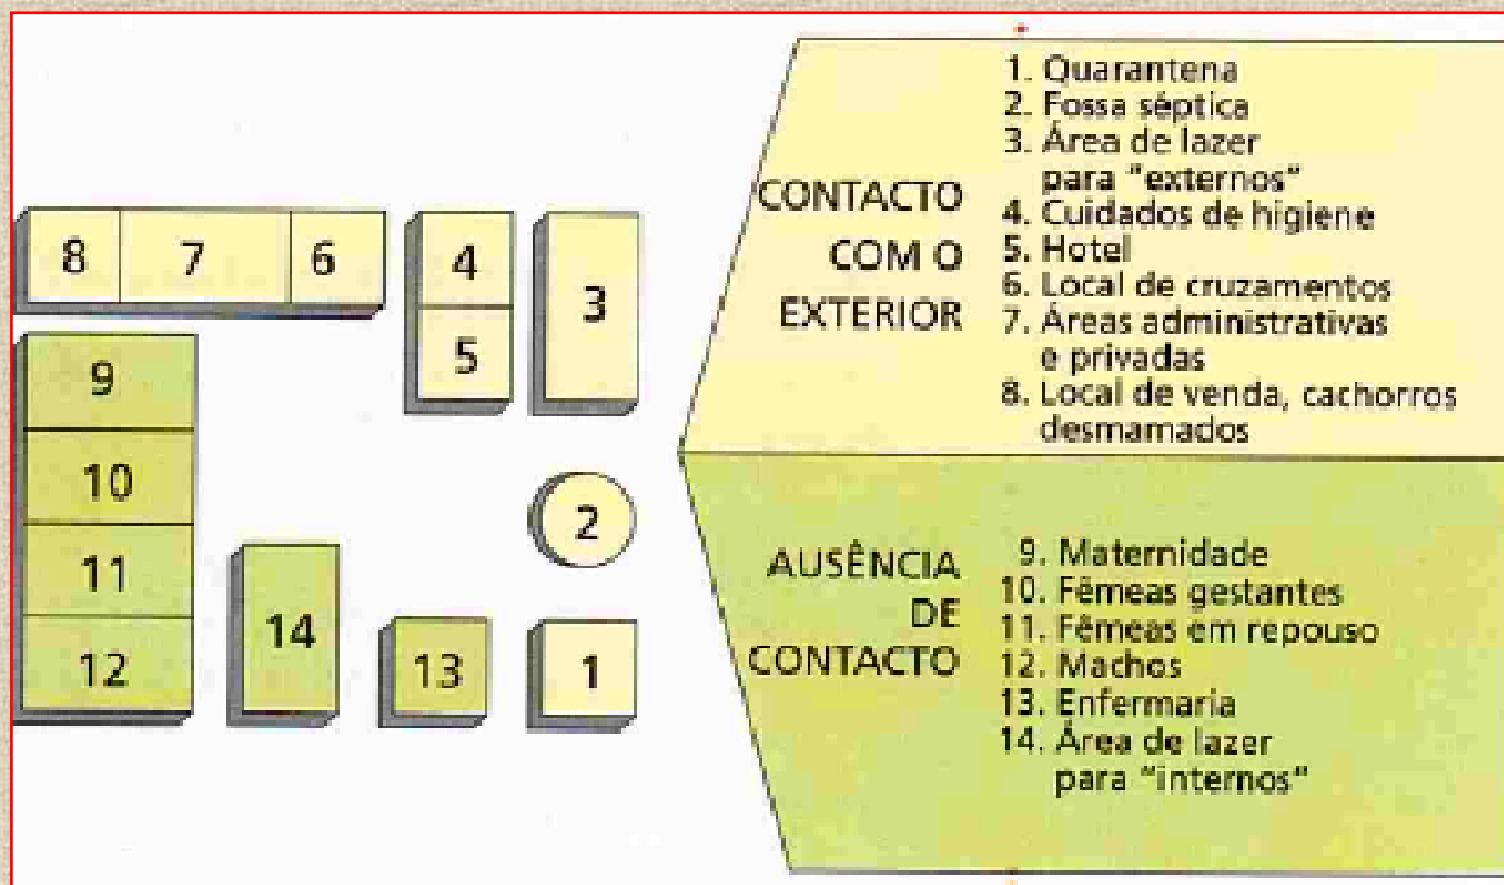 8
7
6
4
3
5
9
10
11
12
14
13
2
1
CONTACTO
COM O
EXTERIOR
1. Quarantena
2. Fossa séptica
3. Área de lazer
para "externos"
4. Cuidados de higiene
5. Hotel
6. Local de cruzamentos
7. Áreas administrativas
e privadas
8. Local de venda, cachorros
desmamados
AUSÊNCIA
DE
CONTACTO
9. Maternidade
10. Fêmeas gestantes
11. Fêmeas em repouso
12. Machos
13. Enfermaria
14. Área de lazer
para "internos"